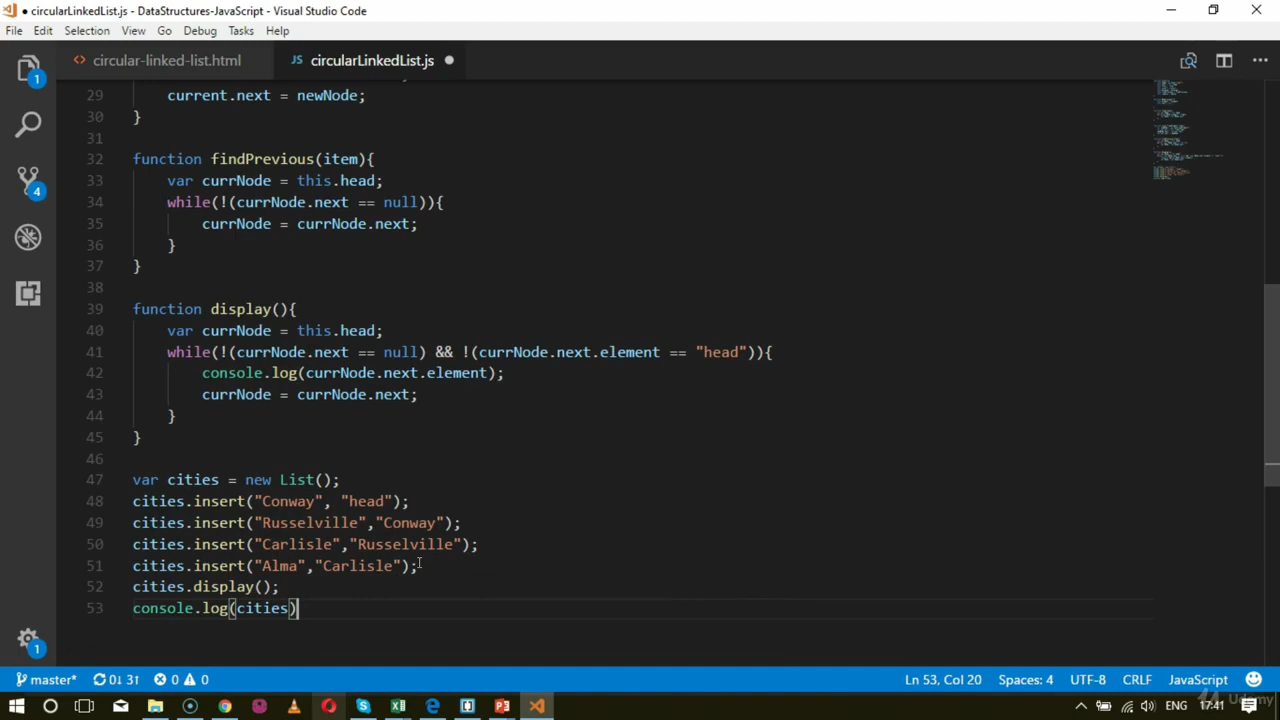 ● circularLinkedList.js - DataStructures-JavaScript - Visual Studio Code
File Edit Selection View Go Debug Tasks Help
1 circular-linked-list.html JS circularLinkedList.js
29 current.next = newNode;
30 }
31
32 function findPrevious(item){
33 var currNode = this.head;
34 while(!(currNode.next == null)){
4
35 currNode = currNode.next;
36 }
37 }
38
39 function display(){
40 var currNode = this.head;
41 while(!(currNode.next == null) && !(currNode.next.element == "head")){
42 console.log(currNode.next.element);
43 currNode = currNode.next;
44 }
45 }
46
47 var cities = new List();
48 cities.insert("Conway", "head");
49 cities.insert("Russelville","Conway");
50 cities.insert("Carlisle","Russelville");
51 cities.insert("Alma","Carlisle");
52 cities.display();
53 console.log(cities)
1
master* 0↓ 3↑ 0 0 Ln 53, Col 20 Spaces: 4 UTF-8 CRLF JavaScript
ENG 17:41
Udemy